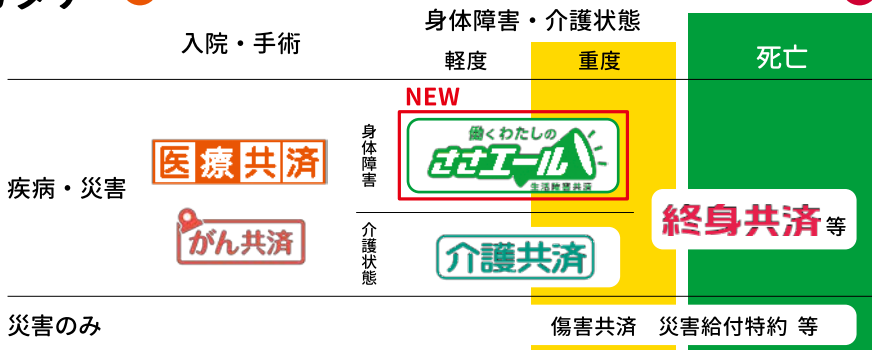 身体障害・介護状態
入院・手術
軽度
重度
死亡
NEW
疾病・災害
医療共済
がん共済
身体障害
働くわたしの
ささエール
生活障害共済
介護状態
介護共済
終身共済等
災害のみ
傷害共済 災害給付特約 等